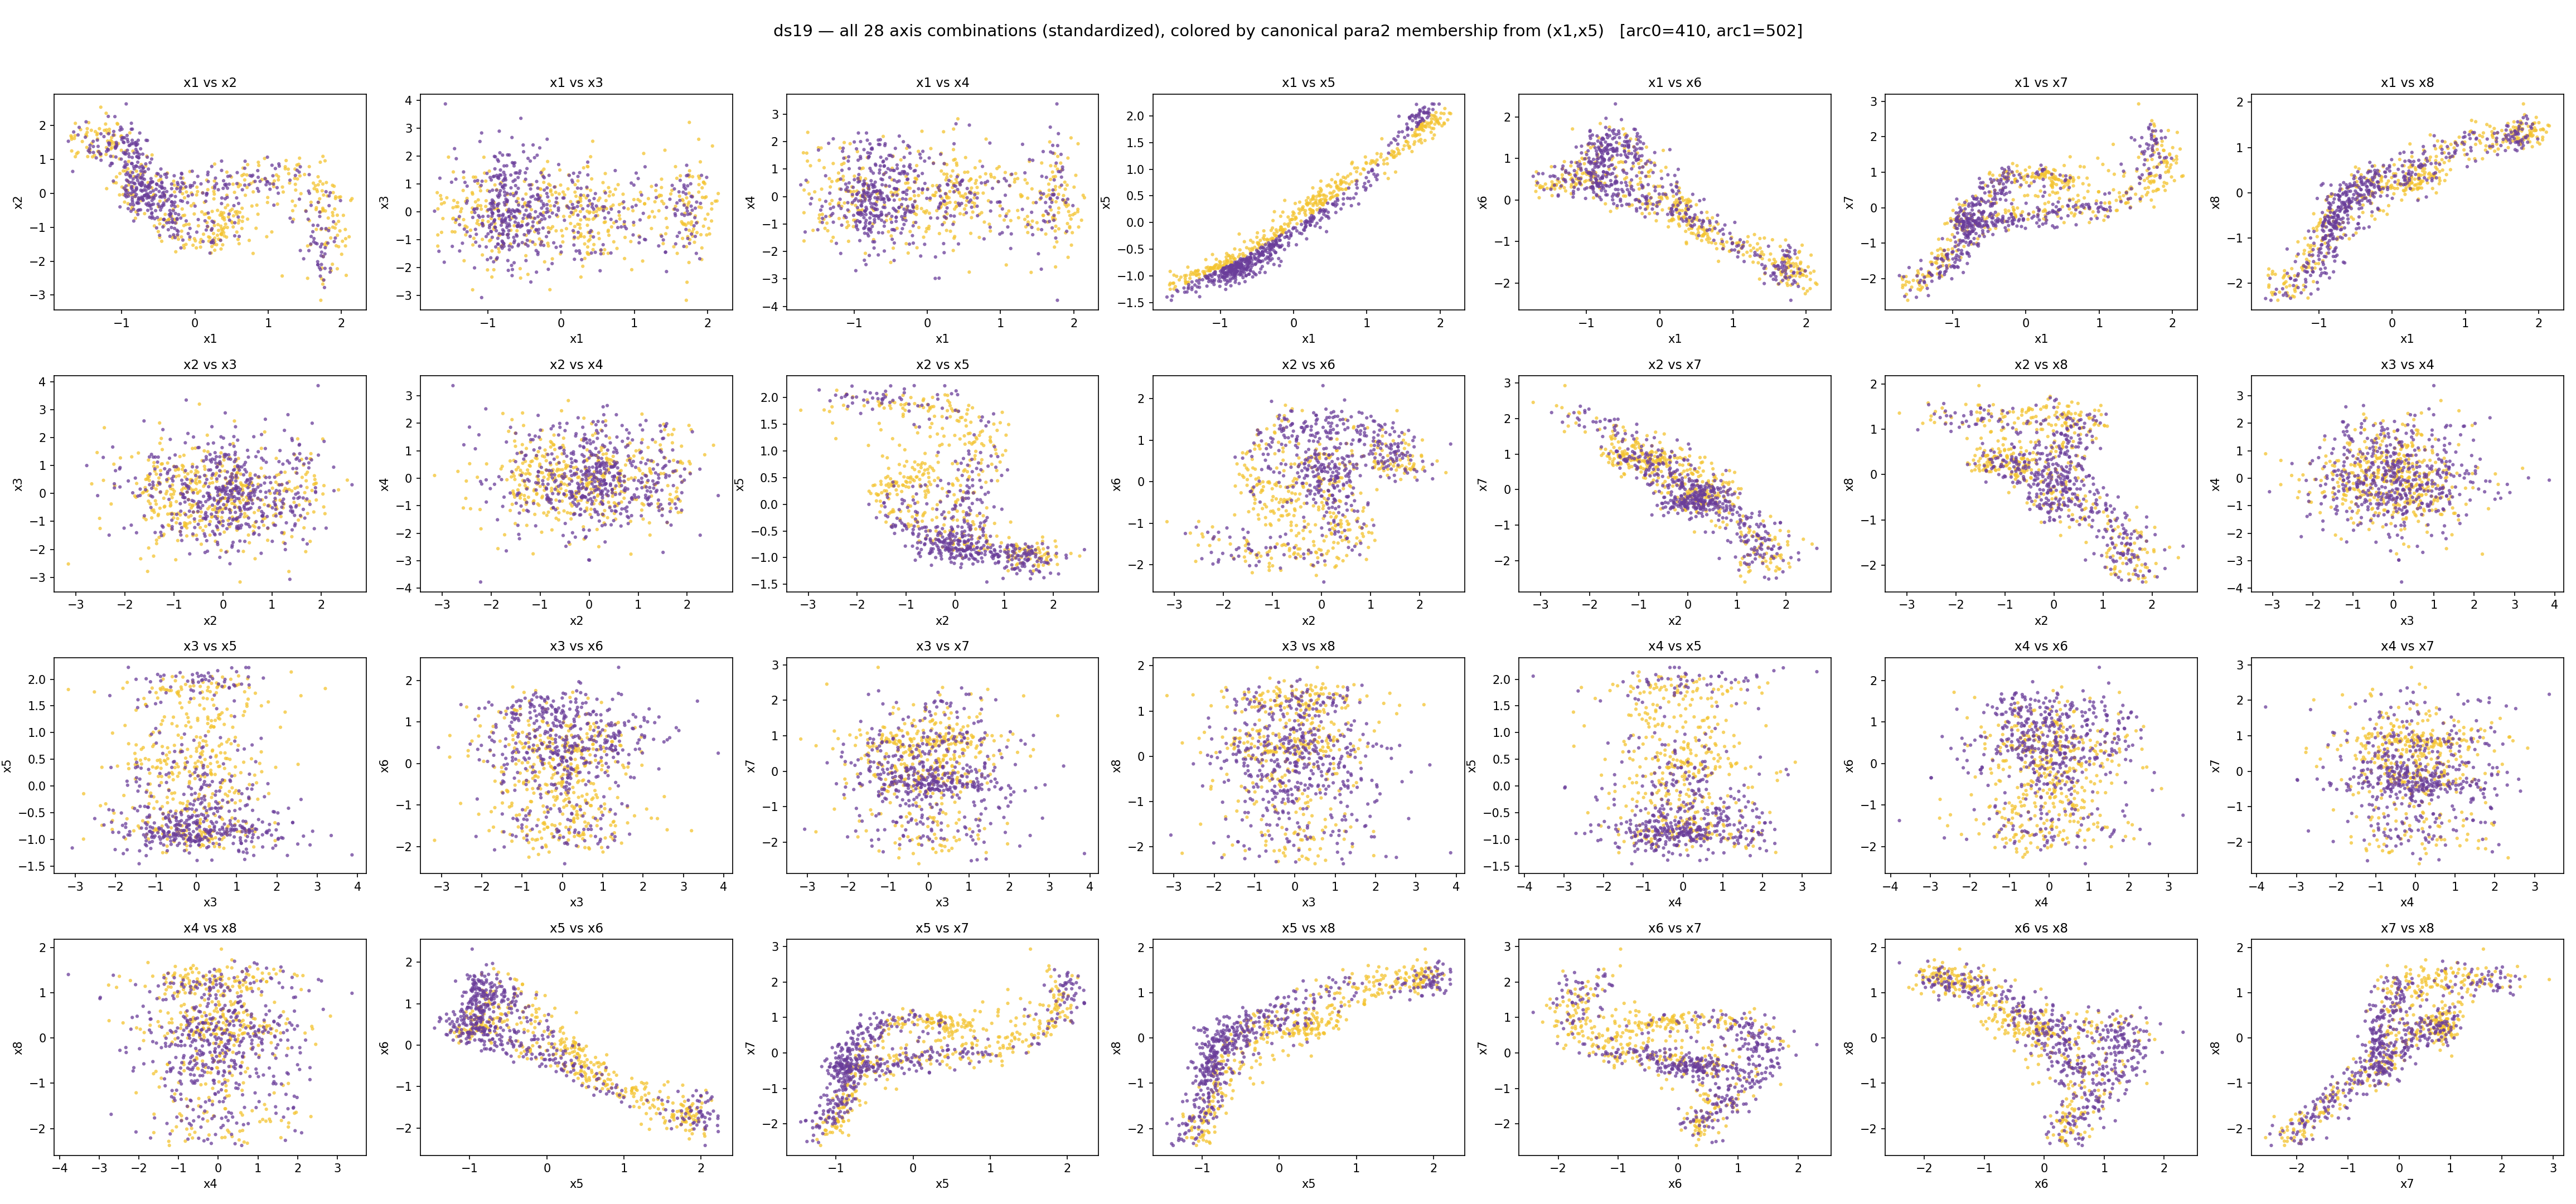 ds19 — all 28 axis combinations (standardized), colored by canonical para2 membership from (x1,x5)   [arc0=410, arc1=502]
x1 vs x2
x1 vs x3
x1 vs x4
x1 vs x5
x1 vs x6
x1 vs x7
x1 vs x8
x2 vs x3
x2 vs x4
x2 vs x5
x2 vs x6
x2 vs x7
x2 vs x8
x3 vs x4
x3 vs x5
x3 vs x6
x3 vs x7
x3 vs x8
x4 vs x5
x4 vs x6
x4 vs x7
x4 vs x8
x5 vs x6
x5 vs x7
x5 vs x8
x6 vs x7
x6 vs x8
x7 vs x8